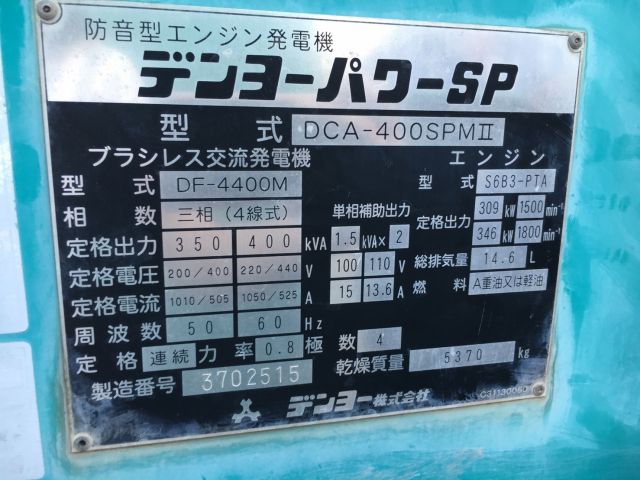 防音型エンジン発電機
デンヨーパワーSP
型式 DCA-400SPMⅡ
ブラシレス交流発電機
型式 DF-4400M
相数 三相(4線式)
定格出力 350 400 kVA
定格電圧 200/400 220/440 V
定格電流 1010/505 1050/525 A
周波数 50 60 Hz
定格 連続 力率 0.8 極数 4
製造番号 3702515
単相補助出力
1.5 kVA× 2
100 110 V
15 13.6 A
エンジン
型式 S6B3-PTA
定格出力 309 kW 1500 min⁻¹
346 kW 1800 min⁻¹
総排気量 14.6 L
燃料 A重油又は軽油
乾燥質量 5370 kg
デンヨー株式会社
C31130060